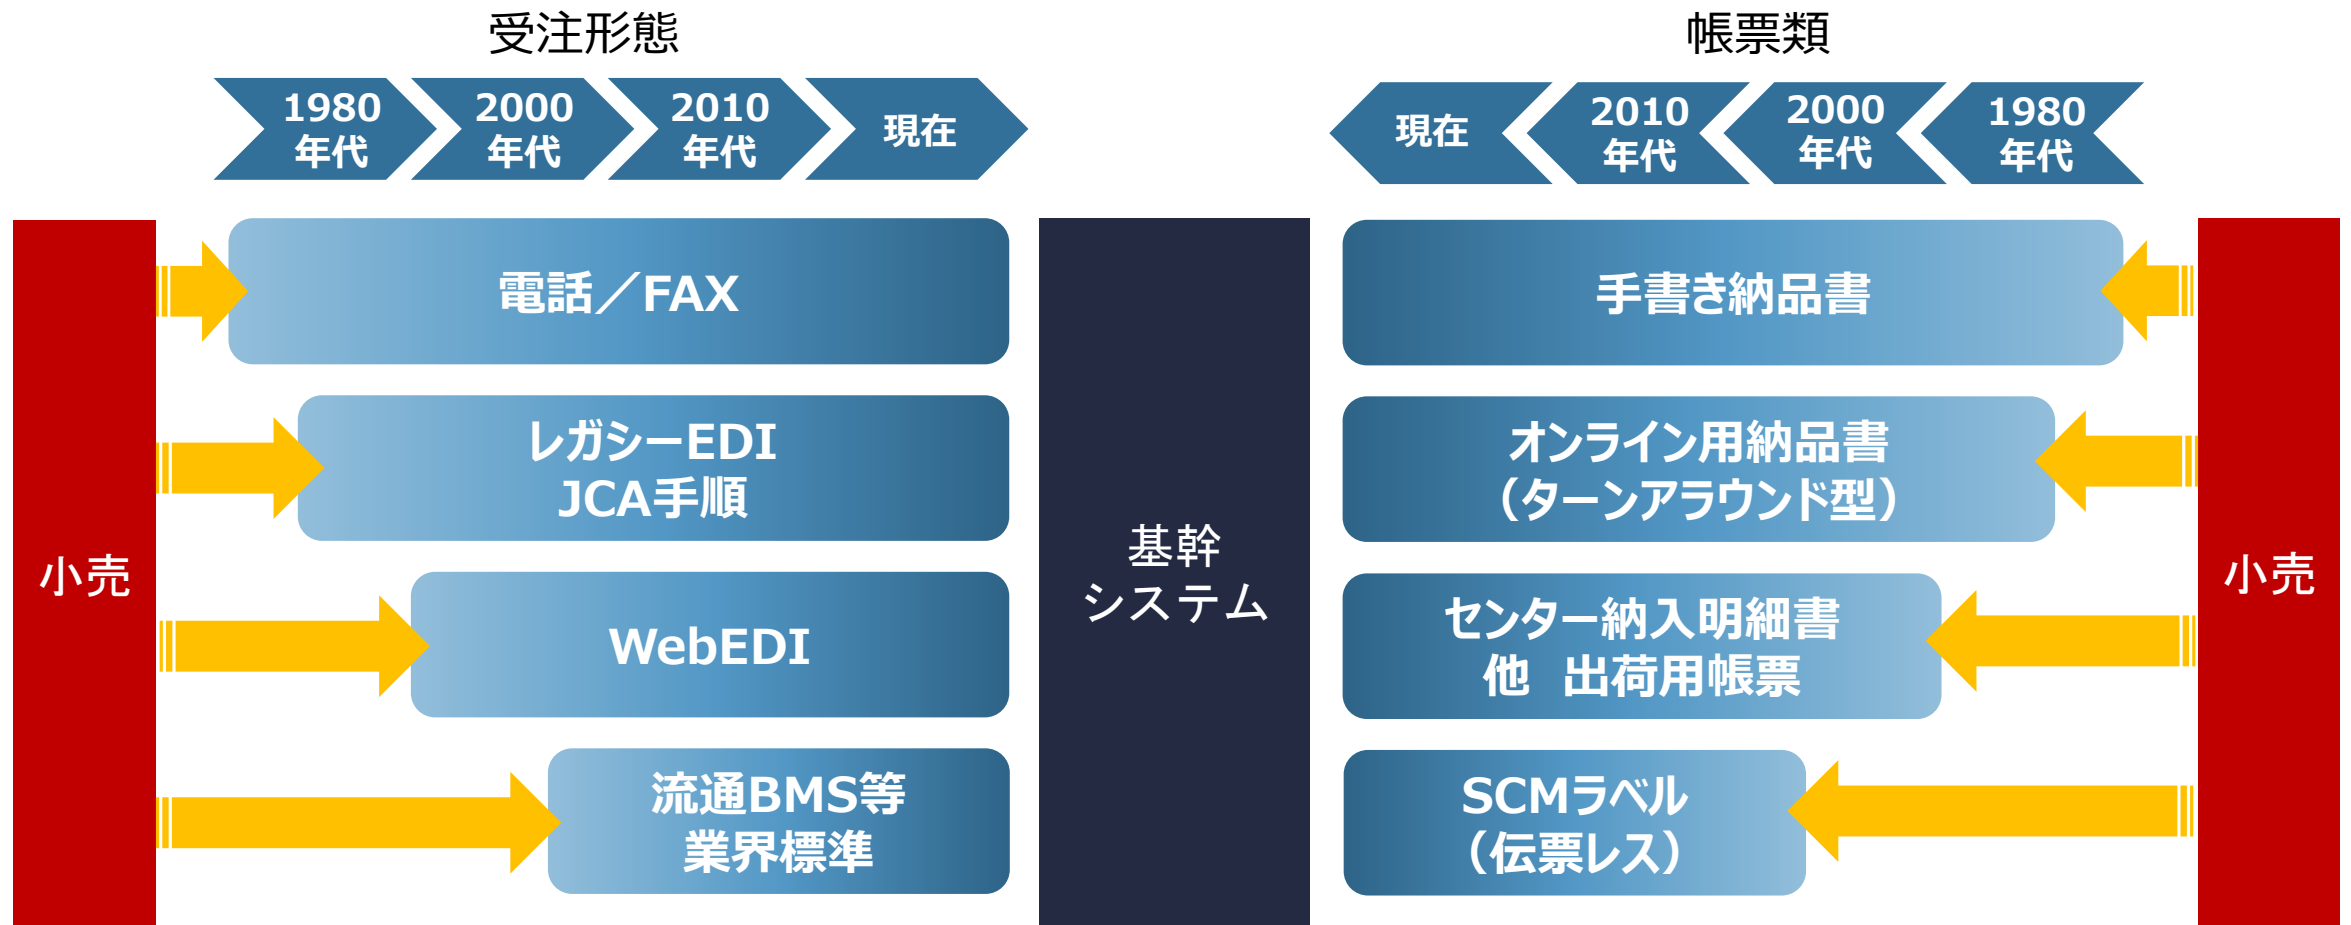 受注形態
帳票類
1980
年代
2000
年代
2010
年代
現在
現在
2010
年代
2000
年代
1980
年代
小売
電話／FAX
レガシーEDI
JCA手順
WebEDI
流通BMS等
業界標準
基幹
システム
手書き納品書
オンライン用納品書
（ターンアラウンド型）
センター納入明細書
他　出荷用帳票
SCMラベル
（伝票レス）
小売